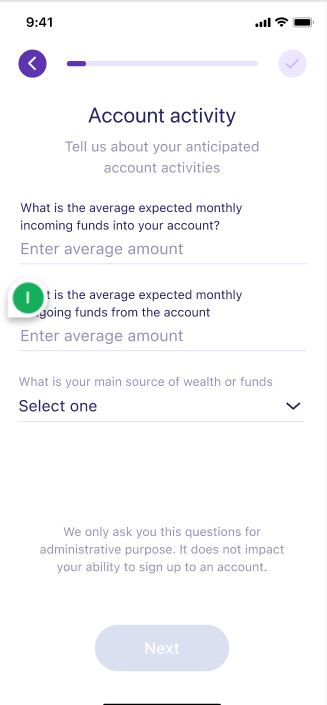 9:41
Account activity
Tell us about your anticipated
account activities
What is the average expected monthly
incoming funds into your account?
Enter average amount
I
is the average expected monthly
funds from the account
Enter average amount
What is your main source of wealth or funds
Select one
We only ask you this questions for
administrative purpose. It does not impact
your ability to sign up to an account.
Next